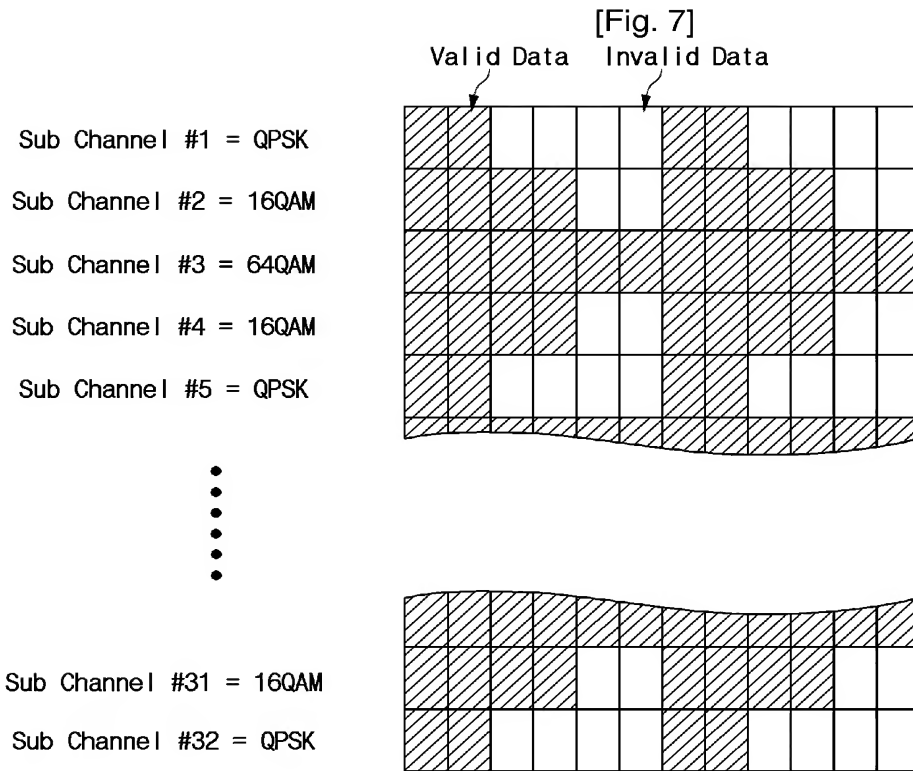 [Fig. 7]
Valid Data Invalid Data
Sub Channel #1 = QPSK
Sub Channel #2 = 16QAM
Sub Channel #3 = 64QAM
Sub Channel #4 = 16QAM
Sub Channel #5 = QPSK
Sub Channel #31 = 16QAM
Sub Channel #32 = QPSK